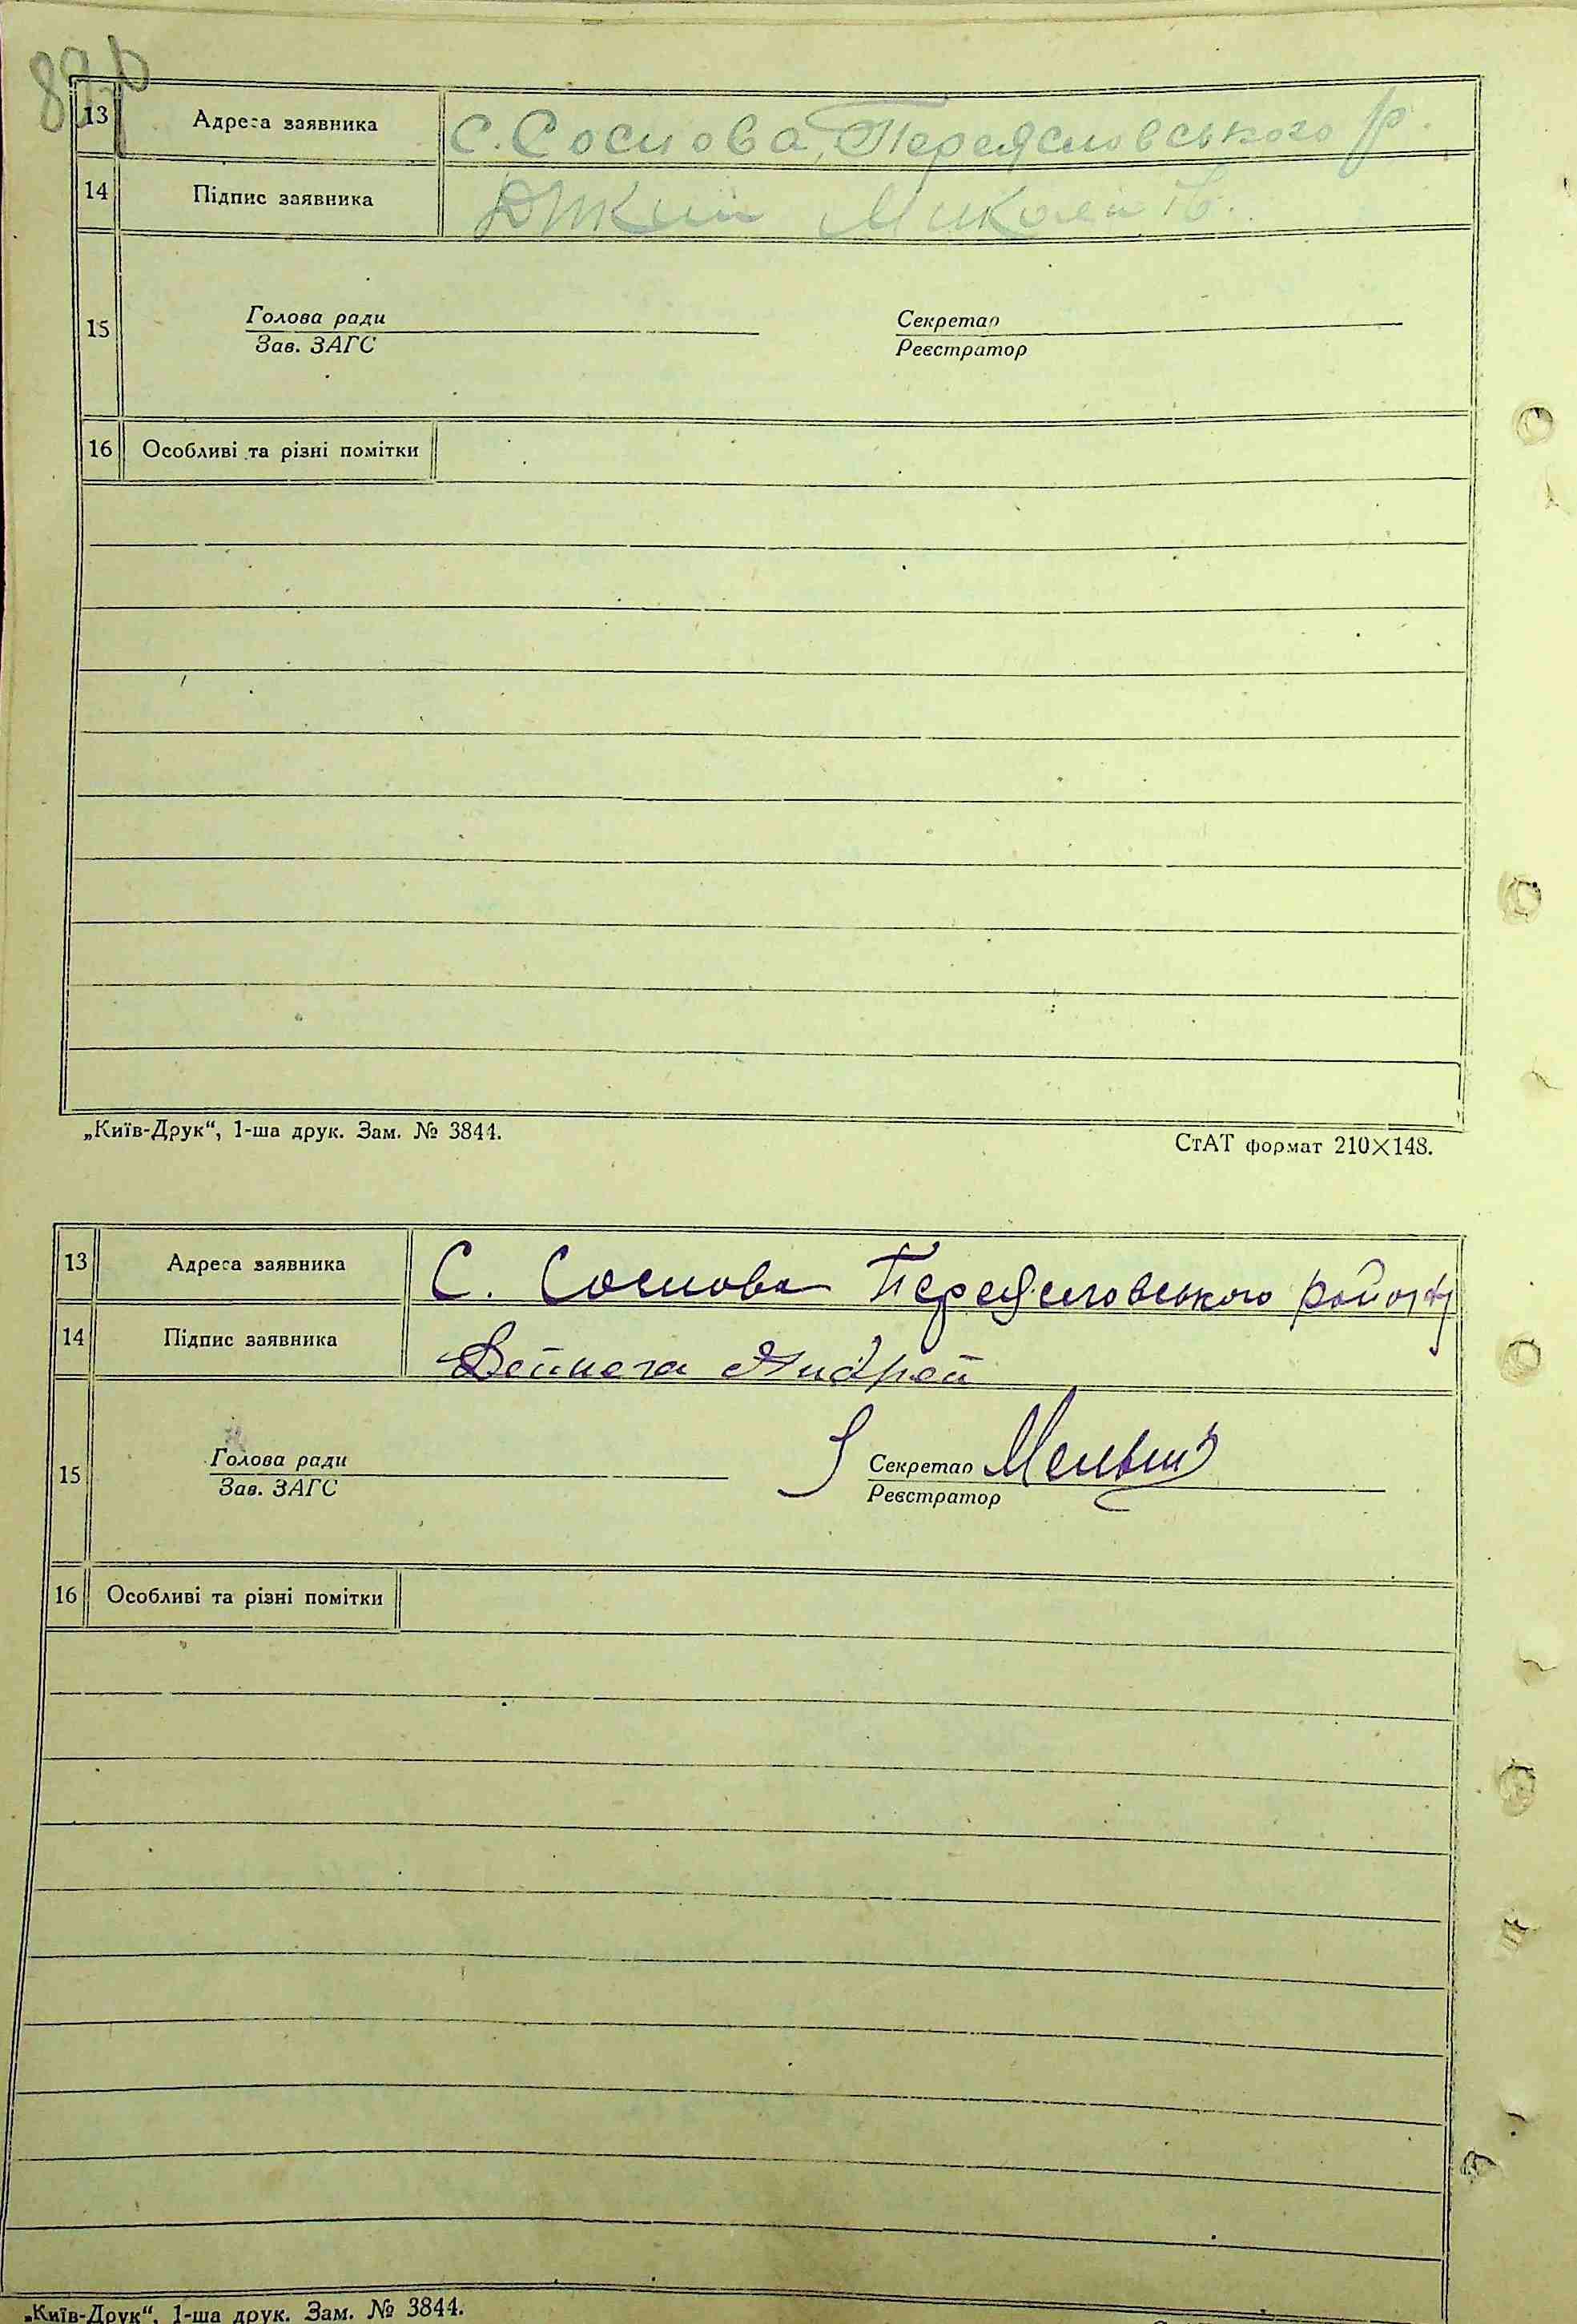 13 Адреса заявника С. Соснова, Переясловського р.
14 Підпис заявника Микола
15 Голова ради Секретар
Зав. ЗАГС Реєстратор
16 Особливі та різні помітки
„Київ-Друк“, 1-ша друк. Зам. № 3844.
СтАТ формат 210×148.
13 Адреса заявника С. Соснова Переясловського району
14 Підпис заявника Андрей
15 Голова ради Секретар
Зав. ЗАГС Реєстратор
16 Особливі та різні помітки
„Київ-Друк“, 1-ша друк. Зам. № 3844.